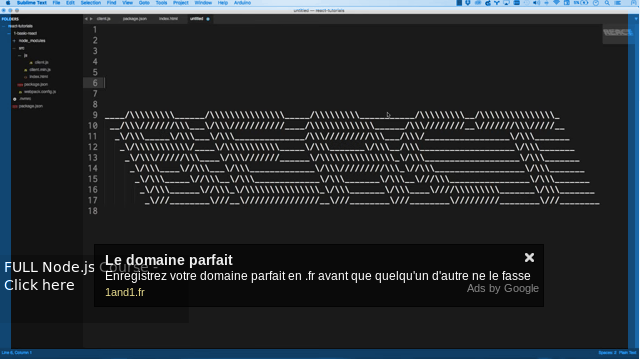 Sublime Text File Edit Selection Find View Goto Tools Project Window Help Arduino
untitled — react-tutorials
FOLDERS
react-tutorials
1-basic-react
node_modules
src
js
client.js
client.min.js
index.html
package.json
webpack.config.js
package.json
client.js package.json index.html untitled
1
2
3
4
5
6
7
8
9
10
11
12
13
14
15
16
17
18
FULL Node.js Course -
Click here
Le domaine parfait
Enregistrez votre domaine parfait en .fr avant que quelqu'un d'autre ne le fasse
1and1.fr
Ads by Google
Line 6, Column 1
Spaces: 2 Plain Text